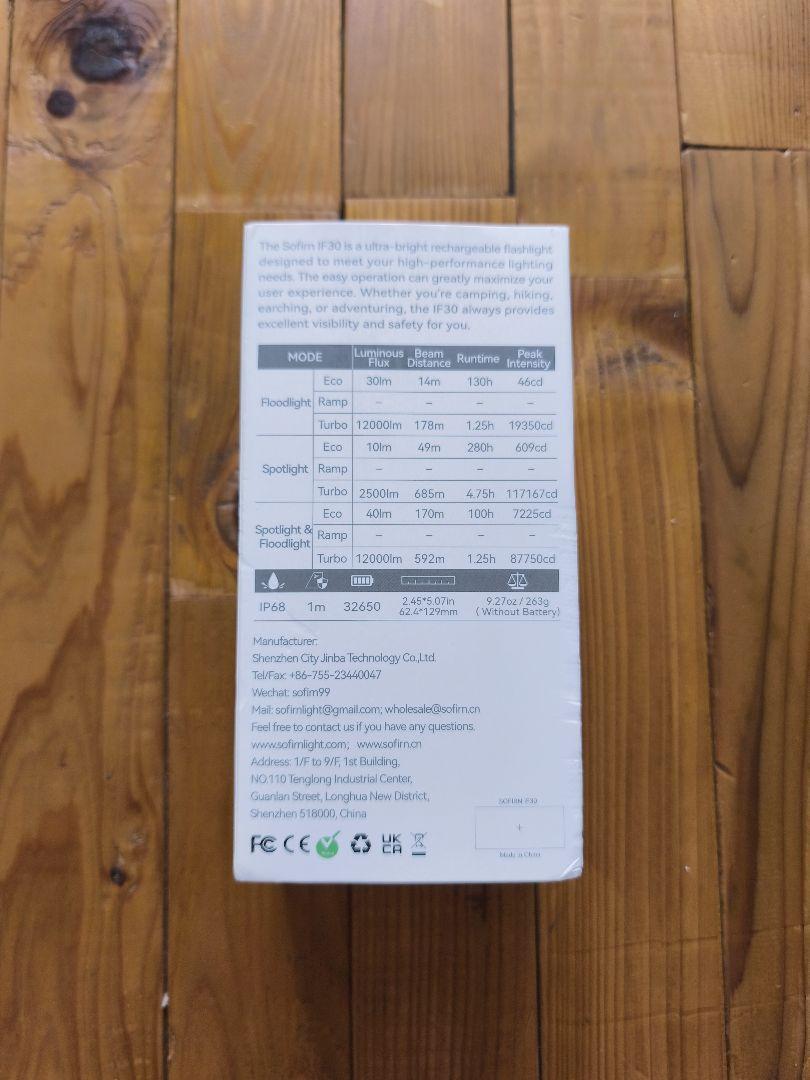 The Sofirn IF30 is a ultra-bright rechargeable flashlight
designed to meet your high-performance lighting
needs. The easy operation can greatly maximize your
user experience. Whether you're camping, hiking,
earching, or adventuring, the IF30 always provides
excellent visibility and safety for you.
MODE Luminous Flux Beam Distance Runtime Peak Intensity
Floodlight Eco 30lm 14m 130h 46cd
Ramp – – – –
Turbo 12000lm 178m 1.25h 19350cd
Spotlight Eco 10lm 49m 280h 609cd
Ramp – – – –
Turbo 2500lm 685m 4.75h 117167cd
Spotlight & Floodlight Eco 40lm 170m 100h 7225cd
Ramp – – – –
Turbo 12000lm 592m 1.25h 87750cd
IP68 1m 32650 2.45*5.07in 62.4*129mm 9.27oz / 263g ( Without Battery)
Manufacturer:
Shenzhen City Jinba Technology Co.,Ltd.
Tel/Fax: +86-755-23440047
Wechat: sofirn99
Mail: sofirnlight@gmail.com; wholesale@sofirn.cn
Feel free to contact us if you have any questions.
www.sofirnlight.com; www.sofirn.cn
Address: 1/F to 9/F, 1st Building,
NO.110 Tenglong Industrial Center,
Guanlan Street, Longhua New District,
Shenzhen 518000, China
SOFIRN IF30
Made in China
FC CE UK CA